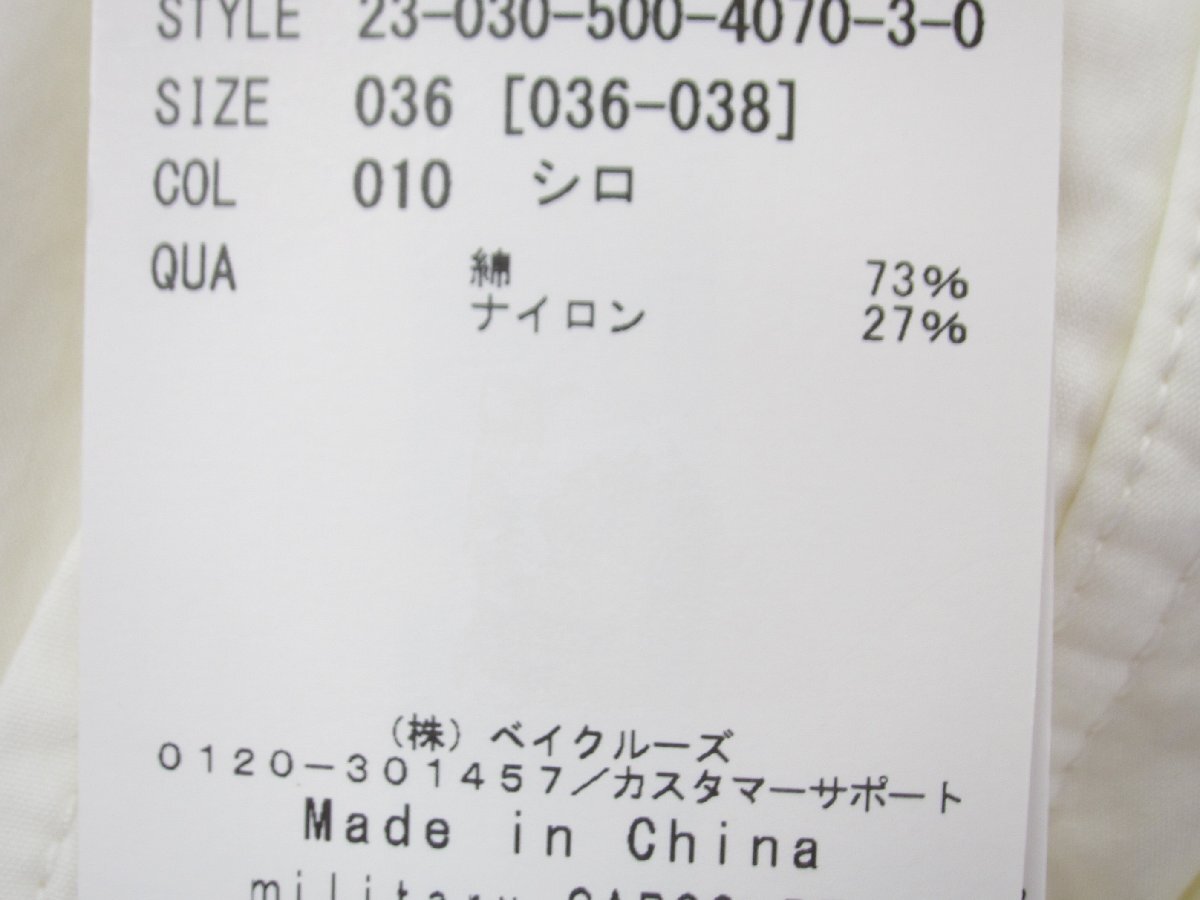 STYLE 23-030-500-4070-3-0
SIZE 036 [036-038]
COL 010 シロ
QUA 綿 73%
ナイロン 27%
(株)ベイクルーズ
0120-301457/カスタマーサポート
Made in China
military CARGO